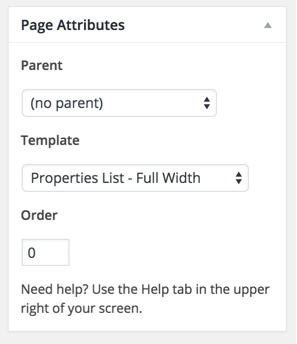 Page Attributes
Parent
(no parent)
Template
Properties List - Full Width
Order
0
Need help? Use the Help tab in the upper
right of your screen.